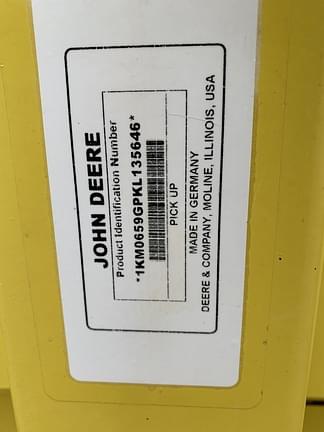 JOHN DEERE
Product Identification Number
*1KM0659GPKL135646*
PICK UP
MADE IN GERMANY
DEERE & COMPANY, MOLINE, ILLINOIS, USA